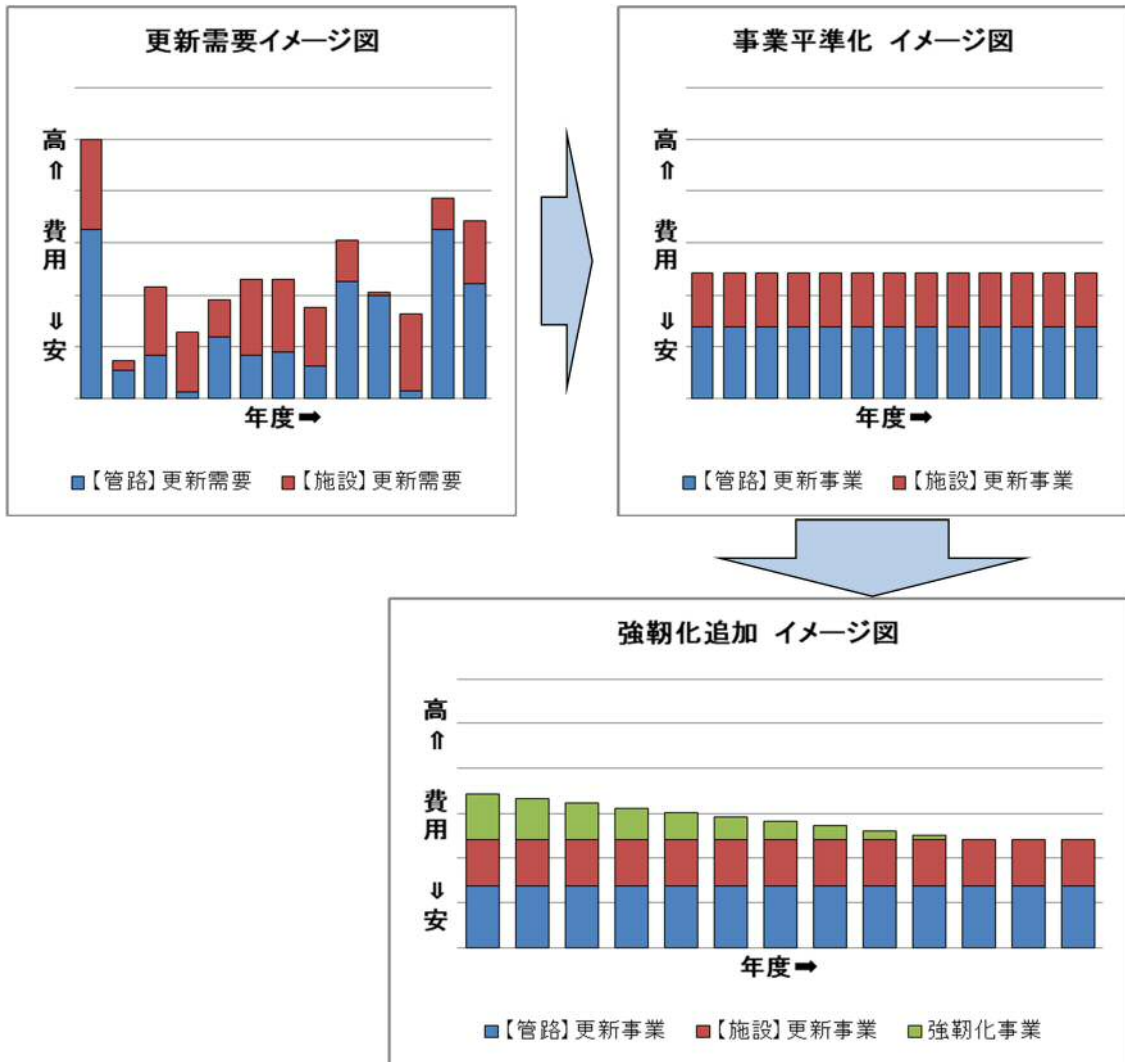 更新需要イメージ図
高
⇑
費
用
⇓
安
年度➡
【管路】更新需要 【施設】更新需要
事業平準化 イメージ図
高
⇑
費
用
⇓
安
年度➡
【管路】更新事業 【施設】更新事業
強靭化追加 イメージ図
高
⇑
費
用
⇓
安
年度➡
【管路】更新事業 【施設】更新事業 強靭化事業